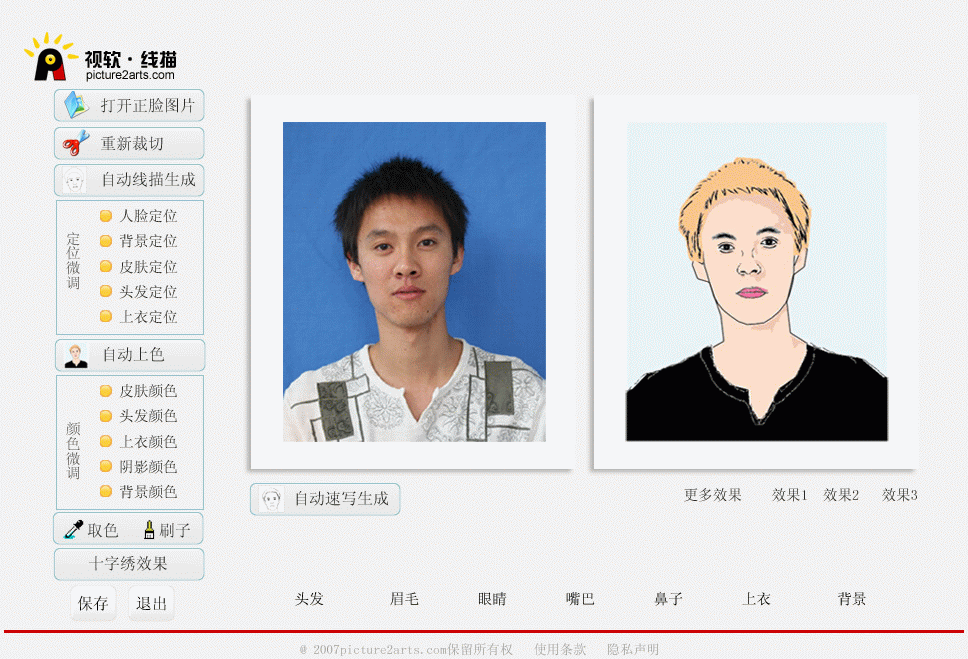 视软·线描
picture2arts.com
打开正脸图片
重新裁切
自动线描生成
定位微调
人脸定位
背景定位
皮肤定位
头发定位
上衣定位
自动上色
颜色微调
皮肤颜色
头发颜色
上衣颜色
阴影颜色
背景颜色
取色 刷子
十字绣效果
保存 退出
自动速写生成
更多效果 效果1 效果2 效果3
头发 眉毛 眼睛 嘴巴 鼻子 上衣 背景
@ 2007picture2arts.com保留所有权 使用条款 隐私声明